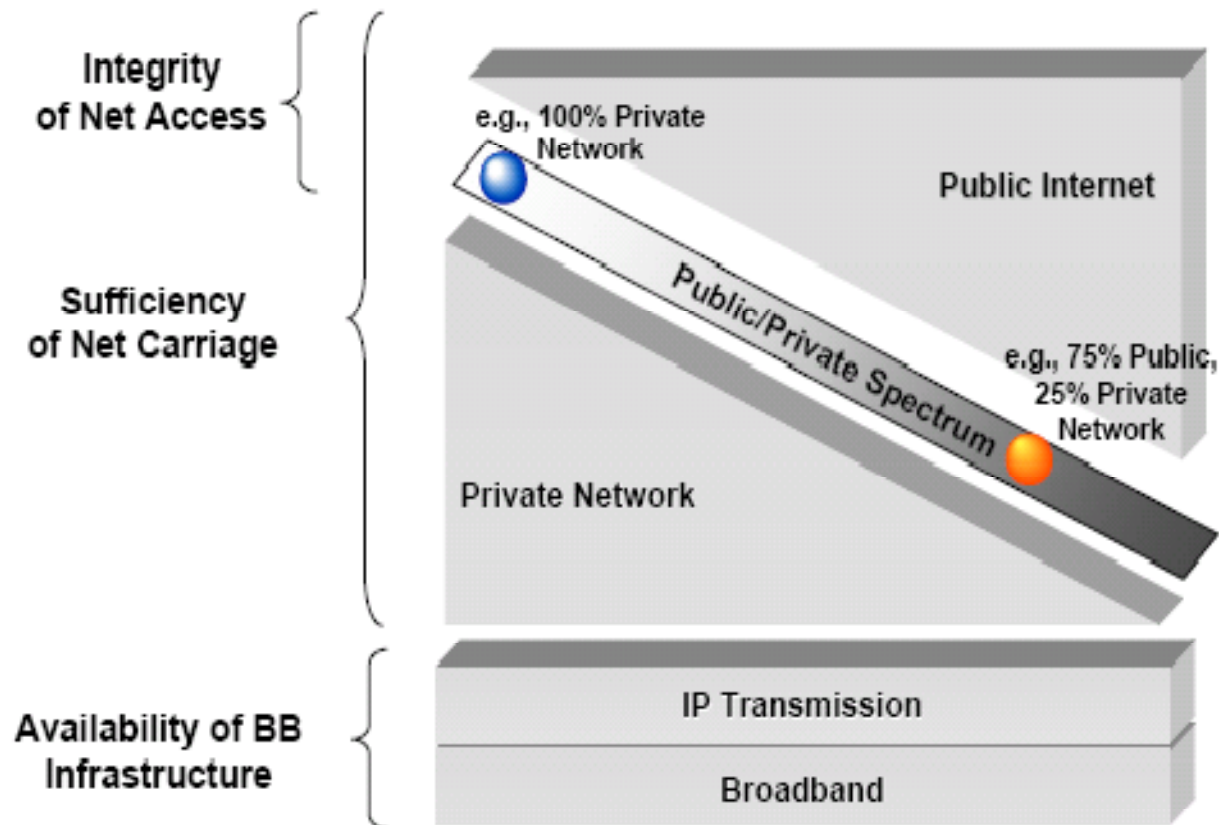 Integrity
of Net Access
e.g., 100% Private
Network
Public Internet
Public/Private Spectrum
Sufficiency
of Net Carriage
e.g., 75% Public,
25% Private
Network
Private Network
Availability of BB
Infrastructure
IP Transmission
Broadband